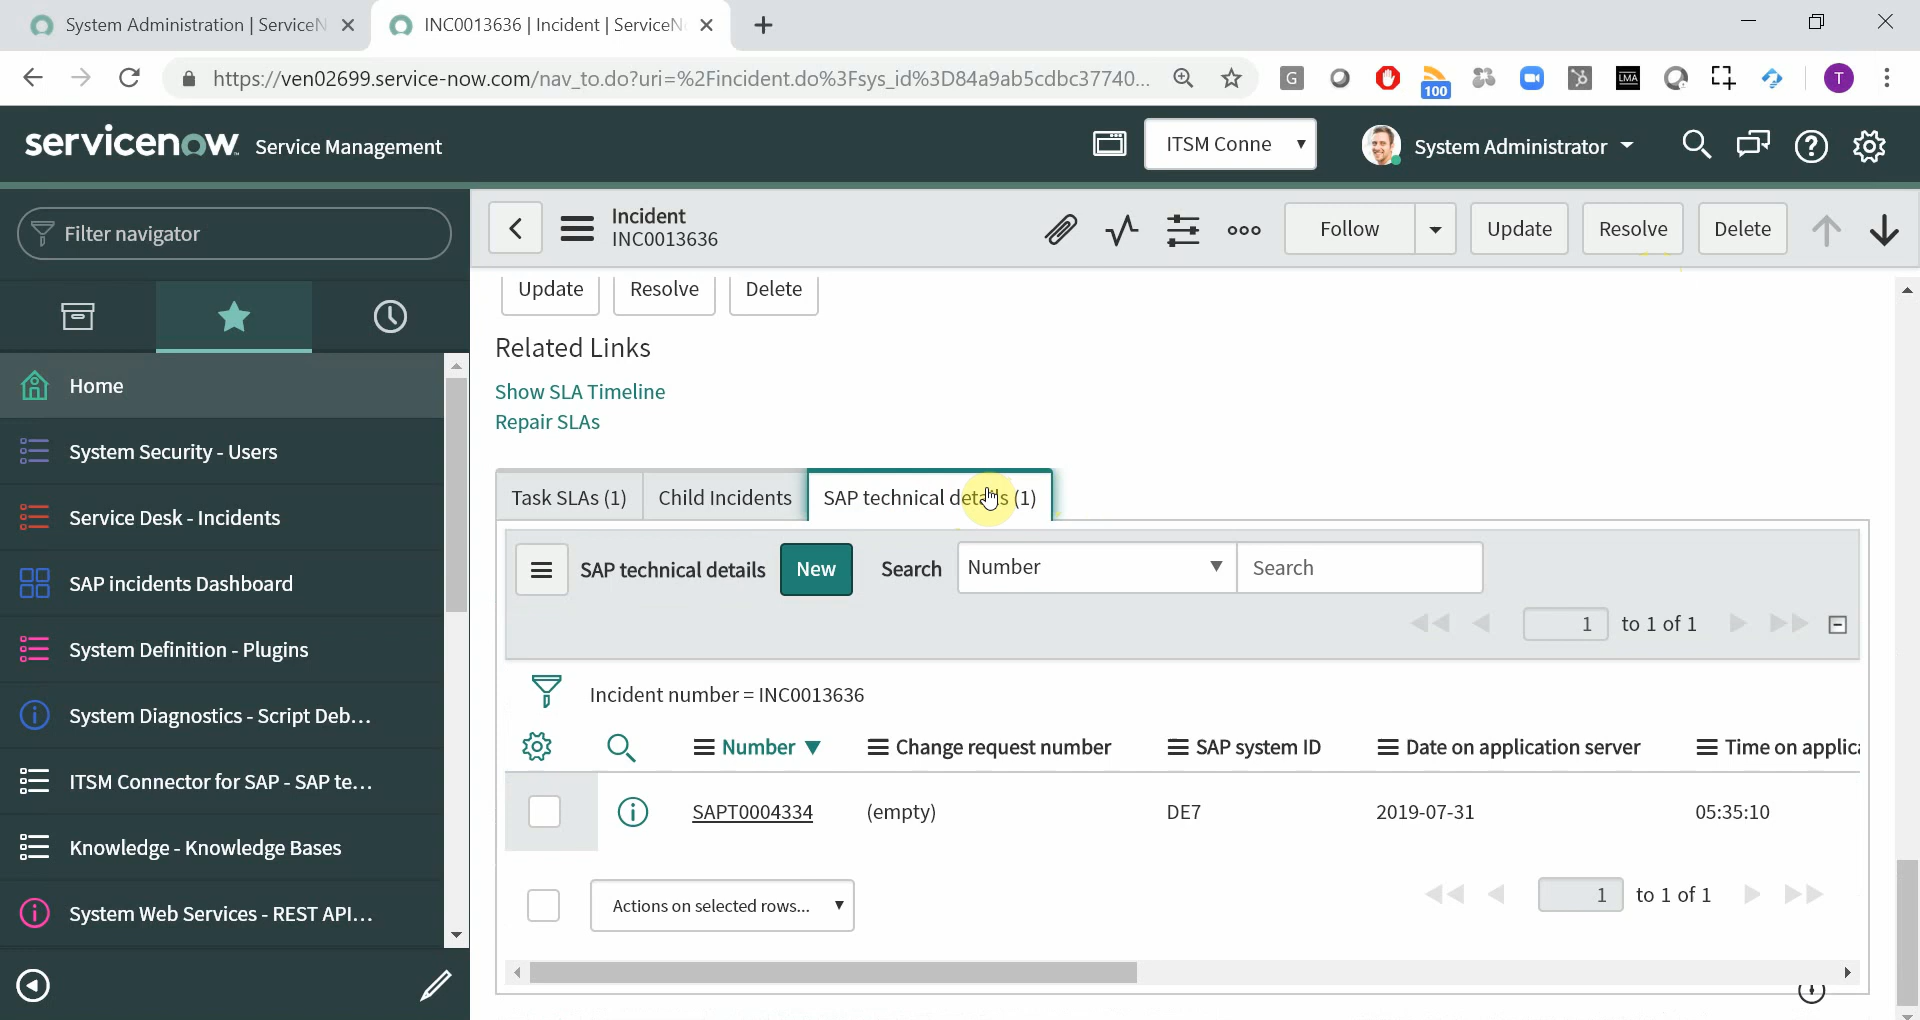 System Administration | ServiceN
INC0013636 | Incident | ServiceN
https://ven02699.service-now.com/nav_to.do?uri=%2Fincident.do%3Fsys_id%3D84a9ab5cdbc37740...
G
100
LMA
T
servicenow Service Management
ITSM Conne
System Administrator
Filter navigator
Incident
INC0013636
Follow
Update
Resolve
Delete
Home
System Security - Users
Service Desk - Incidents
SAP incidents Dashboard
System Definition - Plugins
System Diagnostics - Script Deb...
ITSM Connector for SAP - SAP te...
Knowledge - Knowledge Bases
System Web Services - REST API...
Update Resolve Delete
Related Links
Show SLA Timeline
Repair SLAs
Task SLAs (1) Child Incidents SAP technical details (1)
SAP technical details New Search Number Search
1 to 1 of 1
Incident number = INC0013636
Number Change request number SAP system ID Date on application server Time on applica
SAPT0004334 (empty) DE7 2019-07-31 05:35:10
Actions on selected rows... 1 to 1 of 1